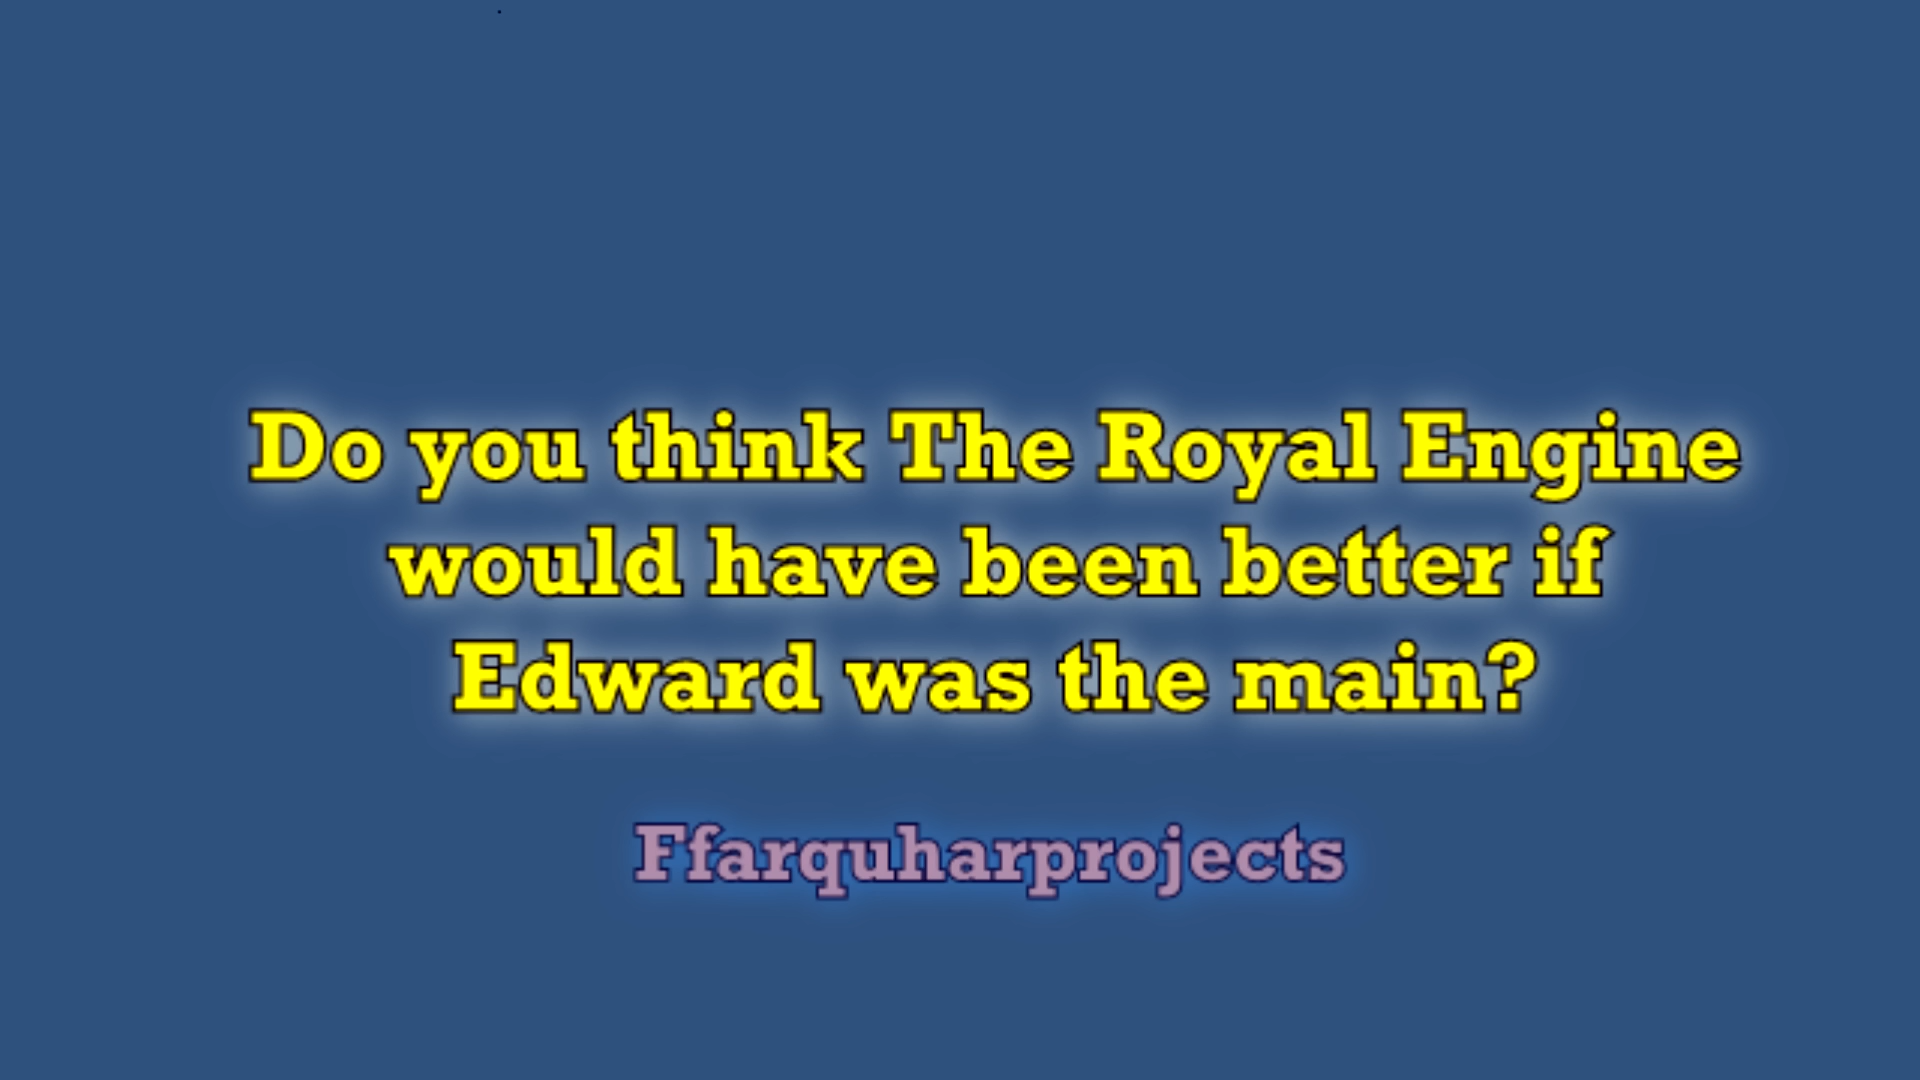 Do you think The Royal Engine
would have been better if
Edward was the main?
Ffarquharprojects